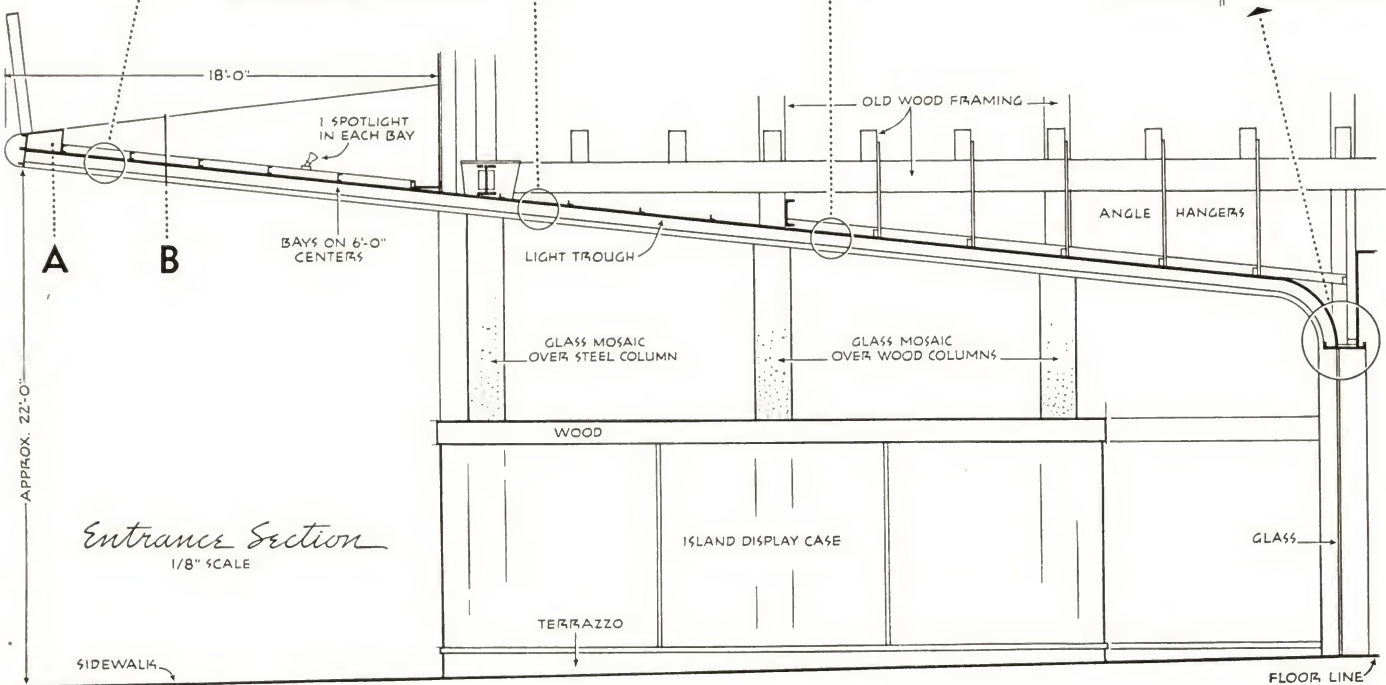 18'-0"
1 SPOTLIGHT
IN EACH BAY
OLD WOOD FRAMING
A
B
BAYS ON 6'-0"
CENTERS
LIGHT TROUGH
ANGLE HANGERS
GLASS MOSAIC
OVER STEEL COLUMN
GLASS MOSAIC
OVER WOOD COLUMNS
APPROX. 22'-0"
WOOD
Entrance Section
1/8" SCALE
ISLAND DISPLAY CASE
GLASS
TERRAZZO
SIDEWALK
FLOOR LINE